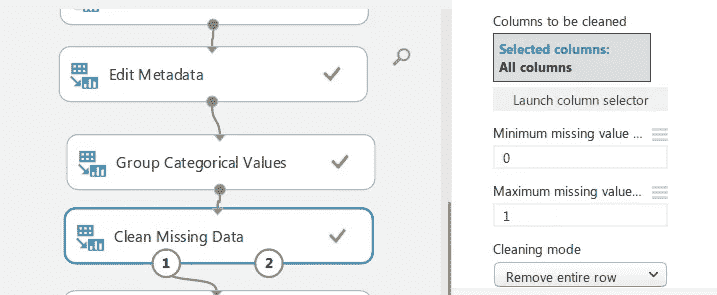 Edit Metadata
Group Categorical Values
Clean Missing Data
1
2
Columns to be cleaned
Selected columns:
All columns
Launch column selector
Minimum missing value ...
0
Maximum missing value...
1
Cleaning mode
Remove entire row